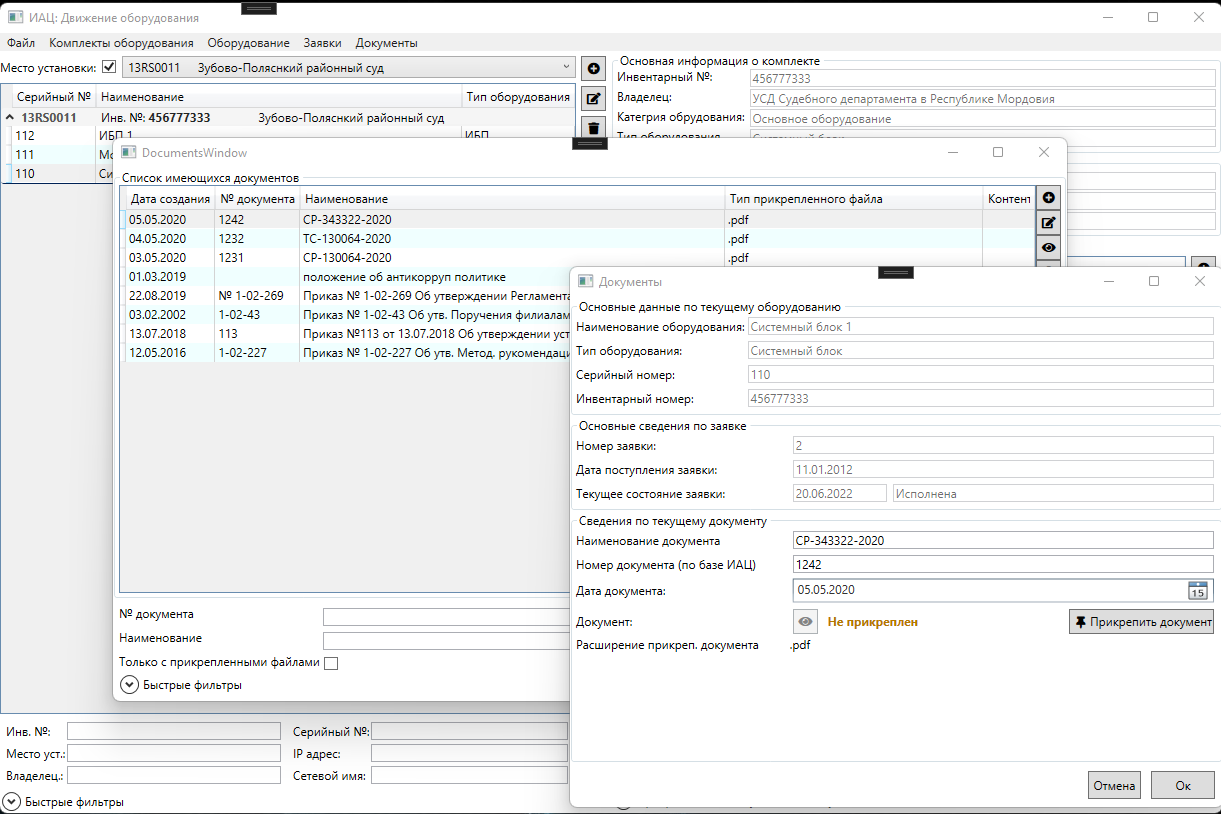 ИАЦ: Движение оборудования
Файл Комплекты оборудования Оборудование Заявки Документы
Место установки: 13RS0011 Зубово-Поляснкий районный суд
Серийный № Наименование Тип оборудования
13RS0011 Инв. №: 456777333 Зубово-Поляснкий районный суд
112 ИБП 1 ИБП
111
110
Основная информация о комплекте
Инвентарный №: 456777333
Владелец: УСД Судебного департамента в Республике Мордовия
Категрия обрудования: Основное оборудование
Тип оборудования Системный блок
DocumentsWindow
Список имеющихся документов
Дата создания № документа Наименование Тип прикрепленного файла Контент
05.05.2020 1242 СР-343322-2020 .pdf
04.05.2020 1232 ТС-130064-2020 .pdf
03.05.2020 1231 СР-130064-2020 .pdf
01.03.2019 положение об антикорруп политике
22.08.2019 № 1-02-269 Приказ № 1-02-269 Об утверждении Регламента
03.02.2002 1-02-43 Приказ № 1-02-43 Об утв. Поручения филиалам
13.07.2018 113 Приказ №113 от 13.07.2018 Об утверждении уст
12.05.2016 1-02-227 Приказ № 1-02-227 Об утв. Метод. рукомендац
№ документа
Наименование
Только с прикрепленными файлами
Быстрые фильтры
Документы
Основные данные по текущему оборудованию
Наименование оборудования: Системный блок 1
Тип оборудования: Системный блок
Серийный номер: 110
Инвентарный номер: 456777333
Основные сведения по заявке
Номер заявки: 2
Дата поступления заявки: 11.01.2012
Текущее состояние заявки: 20.06.2022 Исполнена
Сведения по текущему документу
Наименование документа СР-343322-2020
Номер документа (по базе ИАЦ) 1242
Дата документа: 05.05.2020 15
Документ: Не прикреплен Прикрепить документ
Расширение прикреп. документа .pdf
Отмена Ок
Инв. №: Серийный №:
Место уст.: IP адрес:
Владелец.: Сетевой имя:
Быстрые фильтры